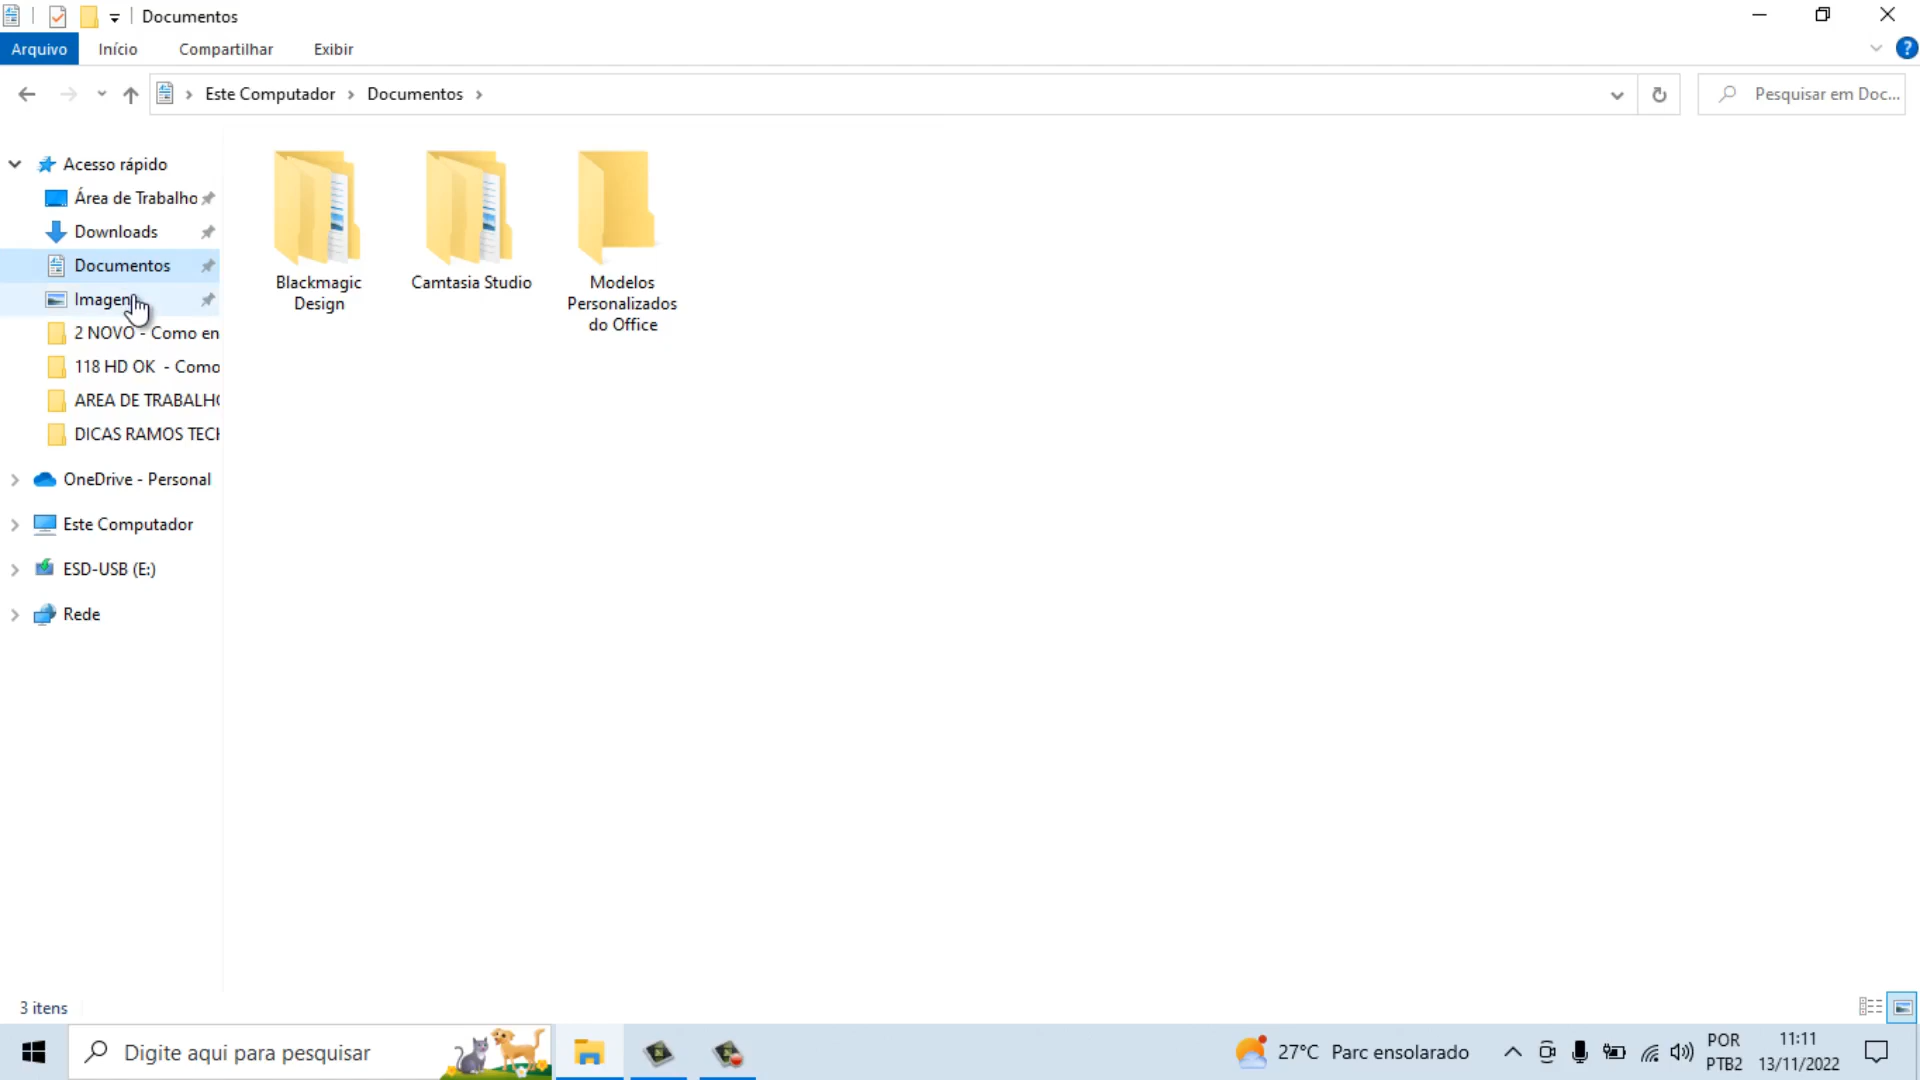 Documentos
Arquivo Início Compartilhar Exibir
Este Computador Documentos
Pesquisar em Doc...
Acesso rápido
Área de Trabalho
Downloads
Documentos
Imagen
2 NOVO - Como en
118 HD OK - Como
AREA DE TRABALHO
DICAS RAMOS TECH
OneDrive - Personal
Este Computador
ESD-USB (E:)
Rede
Blackmagic
Design
Camtasia Studio
Modelos
Personalizados
do Office
3 itens
Digite aqui para pesquisar
27°C Parc ensolarado
POR
PTB2
11:11
13/11/2022